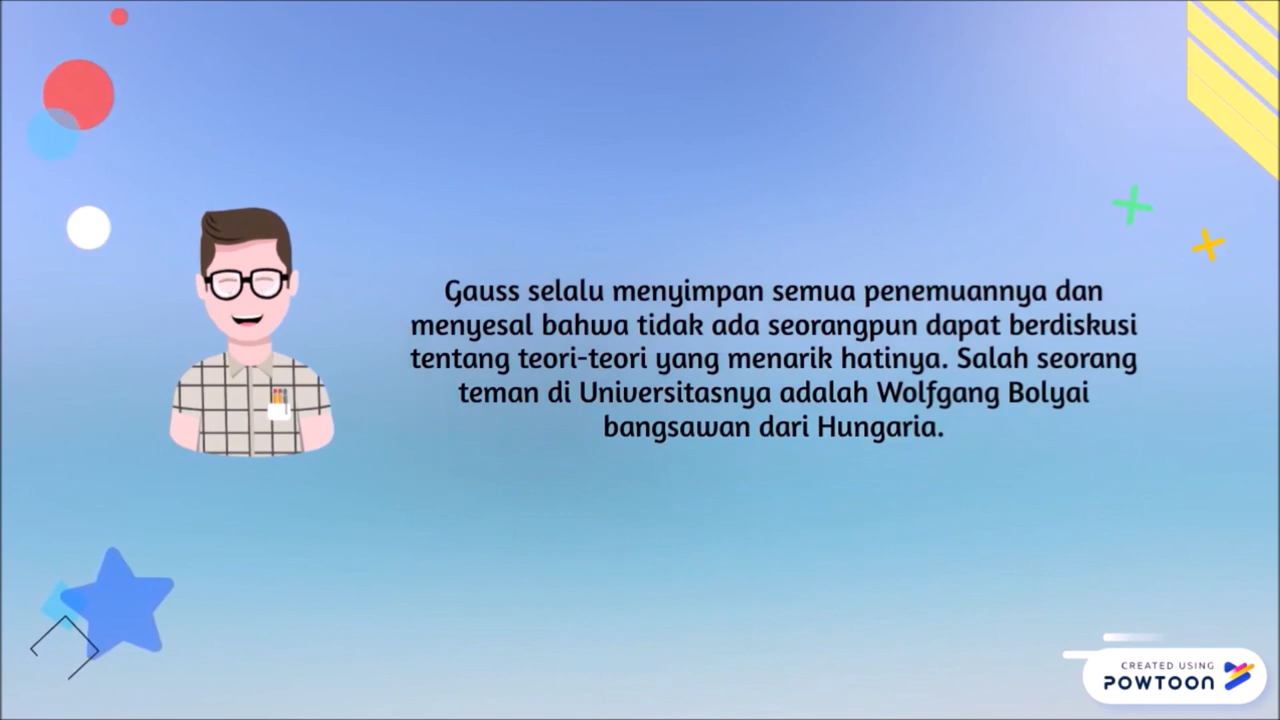 Gauss selalu menyimpan semua penemuannya dan
menyesal bahwa tidak ada seorangpun dapat berdiskusi
tentang teori-teori yang menarik hatinya. Salah seorang
teman di Universitasnya adalah Wolfgang Bolyai
bangsawan dari Hungaria.
CREATED USING
POWTOON